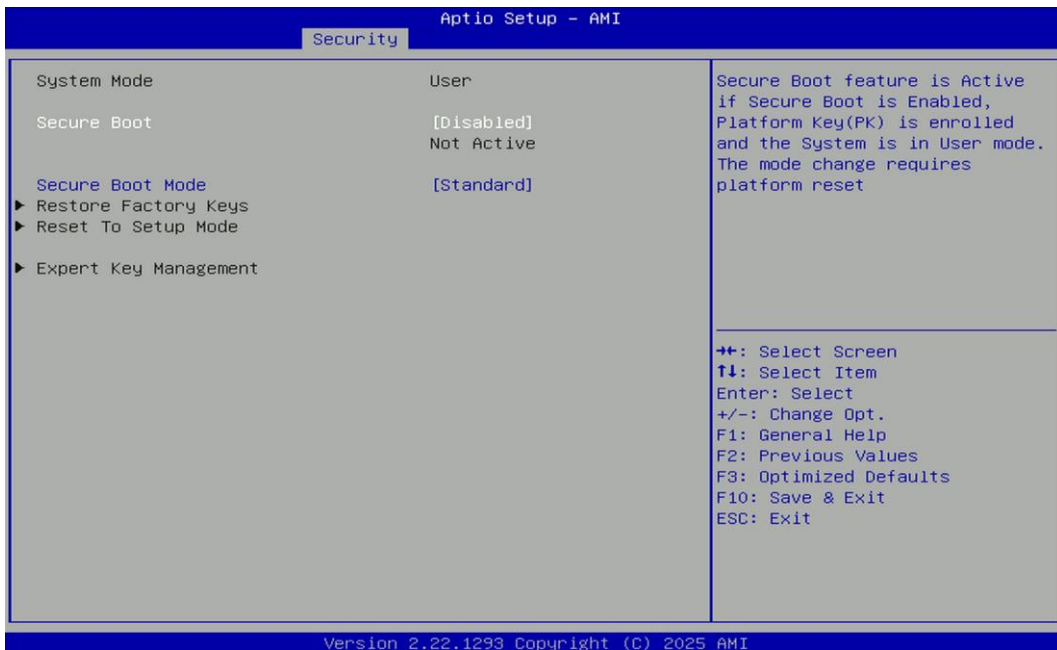 Aptio Setup – AMI
Security
System Mode User
Secure Boot [Disabled]
Not Active
Secure Boot Mode [Standard]
▶ Restore Factory Keys
▶ Reset To Setup Mode
▶ Expert Key Management
Secure Boot feature is Active
if Secure Boot is Enabled,
Platform Key(PK) is enrolled
and the System is in User mode.
The mode change requires
platform reset
→←: Select Screen
↑↓: Select Item
Enter: Select
+/-: Change Opt.
F1: General Help
F2: Previous Values
F3: Optimized Defaults
F10: Save & Exit
ESC: Exit
Version 2.22.1293 Copyright (C) 2025 AMI